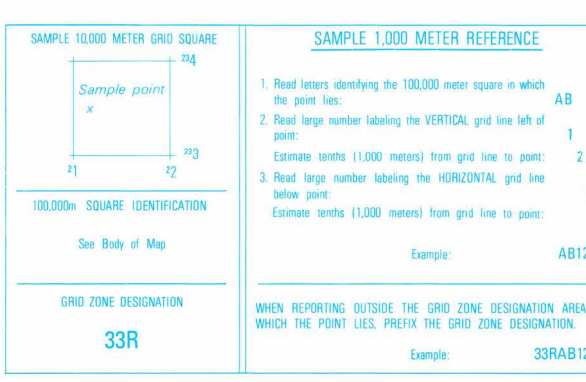 SAMPLE 10,000 METER GRID SQUARE
234
Sample point
x
233
21
22
100,000m SQUARE IDENTIFICATION
See Body of Map
GRID ZONE DESIGNATION
33R
SAMPLE 1,000 METER REFERENCE
1. Read letters identifying the 100,000 meter square in which
the point lies: AB
2. Read large number labeling the VERTICAL grid line left of
point: 1
Estimate tenths (1,000 meters) from grid line to point: 2
3. Read large number labeling the HORIZONTAL grid line
below point:
Estimate tenths (1,000 meters) from grid line to point:
Example: AB12
WHEN REPORTING OUTSIDE THE GRID ZONE DESIGNATION AREA
WHICH THE POINT LIES, PREFIX THE GRID ZONE DESIGNATION.
Example: 33RAB12